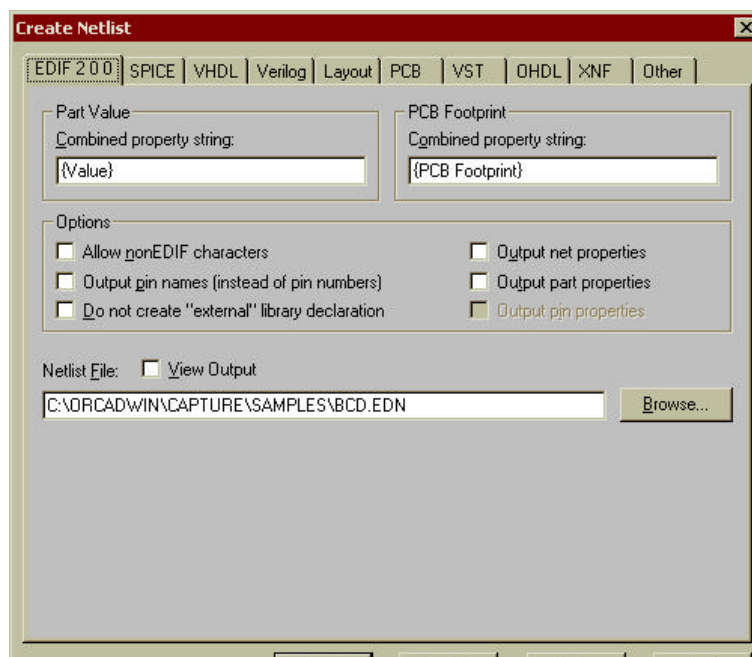 Create Netlist
EDIF 2 0 0 SPICE VHDL Verilog Layout PCB VST OHDL XNF Other
Part Value PCB Footprint
Combined property string: Combined property string:
{Value} {PCB Footprint}
Options
Allow nonEDIF characters Output net properties
Output pin names (instead of pin numbers) Output part properties
Do not create "external" library declaration Output pin properties
Netlist File: View Output
C:\ORCADWIN\CAPTURE\SAMPLES\BCD.EDN Browse...